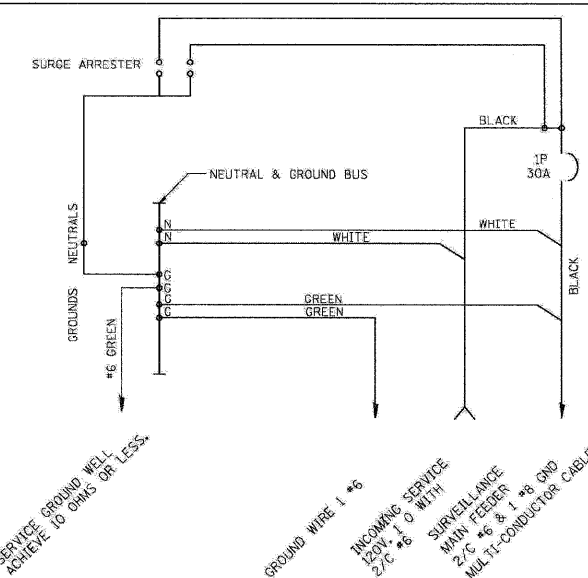 SURGE ARRESTER
BLACK
1P
30A
NEUTRAL & GROUND BUS
N
WHITE
N
WHITE
NEUTRALS
G
G
G
GREEN
G
GREEN
GROUNDS
#6 GREEN
BLACK
SERVICE GROUND WELL
ACHIEVE 10 OHMS OR LESS.
GROUND WIRE 1 #6
INCOMING SERVICE
120V. 1 O WITH
2/C #6
SURVEILLANCE
MAIN FEEDER
2/C #6 & 1 #8 GND
MULTI-CONDUCTOR CABLE